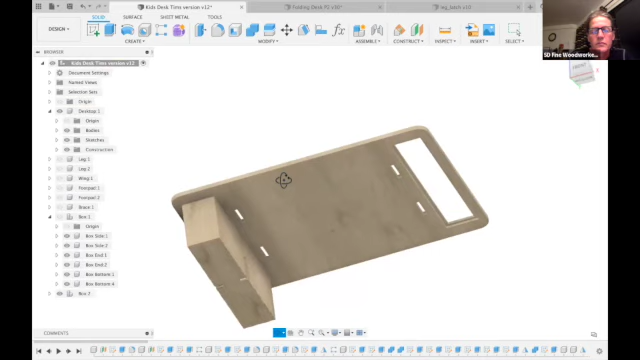 Kids Desk Tims version v12*
Folding Desk P2 v30*
leg_latch v10
SOLID
SURFACE
SHEET METAL
TOOLS
DESIGN
CREATE
MODIFY
ASSEMBLE
CONSTRUCT
INSPECT
INSERT
SELECT
SD Fine Woodworke...
FRONT
BROWSER
Kids Desk Tims version v12
Document Settings
Named Views
Selection Sets
Origin
Desktop:1
Origin
Bodies
Sketches
Construction
Leg:1
Leg:2
Wing:1
Footpad:1
Footpad:2
Brace:1
Box:1
Origin
Box Side:1
Box Side:2
Box End:1
Box End:2
Box Bottom:1
Box Bottom:4
Box:2
COMMENTS